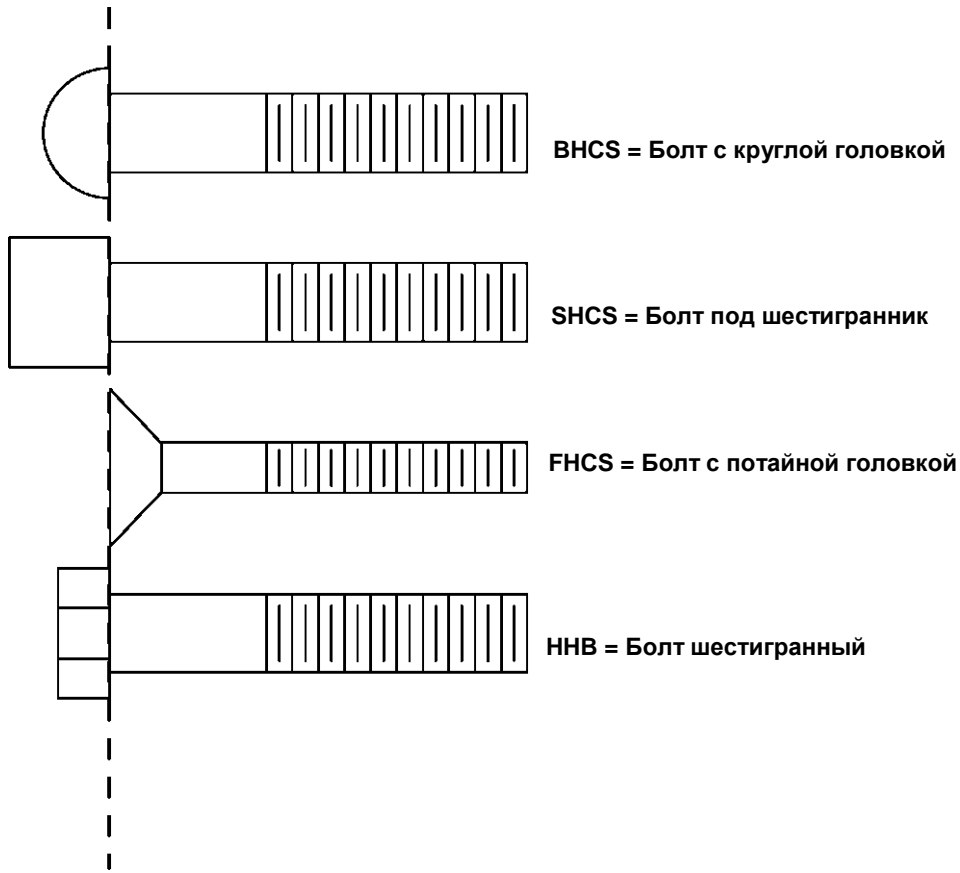 BHCS = Болт с круглой головкой
SHCS = Болт под шестигранник
FHCS = Болт с потайной головкой
HHB = Болт шестигранный